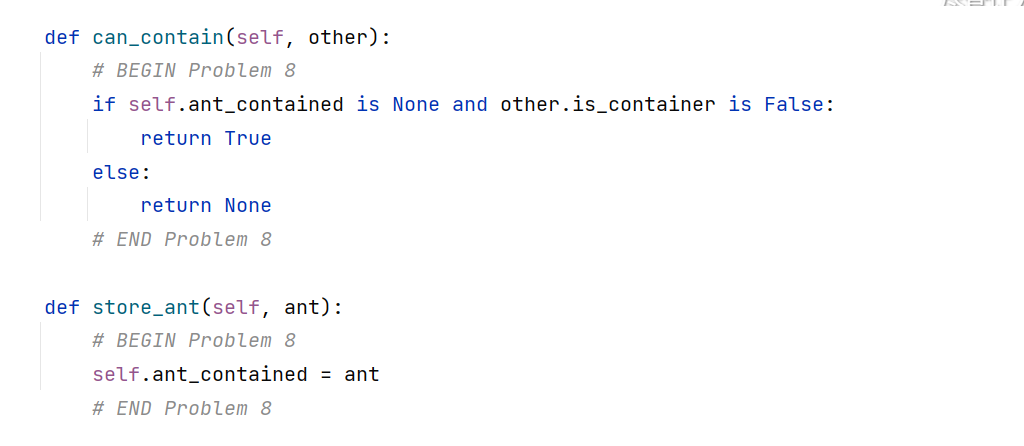 def can_contain(self, other):
    # BEGIN Problem 8
    if self.ant_contained is None and other.is_container is False:
        return True
    else:
        return None
    # END Problem 8
def store_ant(self, ant):
    # BEGIN Problem 8
    self.ant_contained = ant
    # END Problem 8